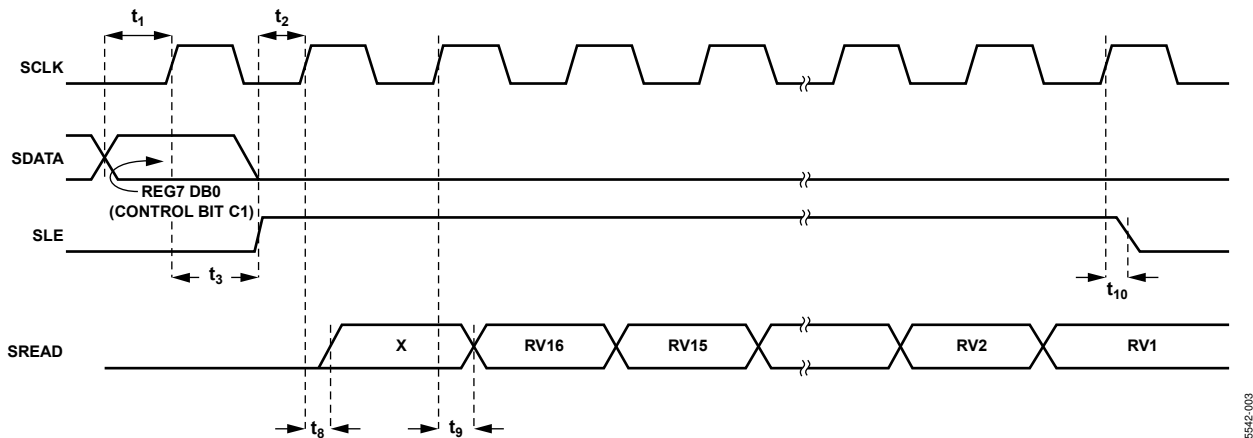 t1
t2
SCLK
SDATA
REG7 DB0
(CONTROL BIT C1)
SLE
t3
t10
SREAD
X
RV16
RV15
RV2
RV1
t8
t9
5542-003